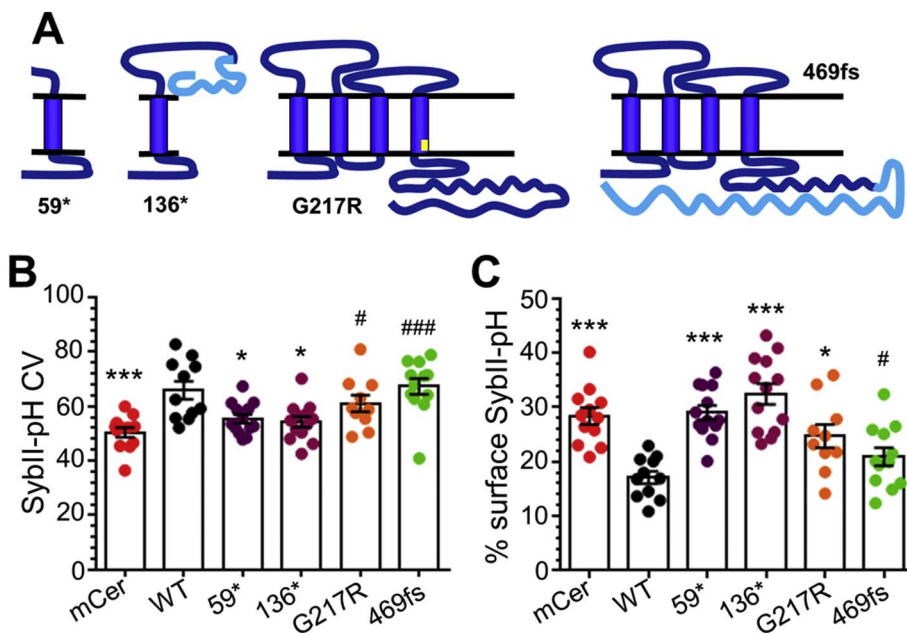 A
59*
136*
G217R
469fs
B
SybII-pH CV
100
80
60
40
20
0
***
*
*
#
###
mCer
WT
59*
136*
G217R
469fs
C
% surface SybII-pH
50
40
30
20
10
0
***
***
***
*
#
mCer
WT
59*
136*
G217R
469fs